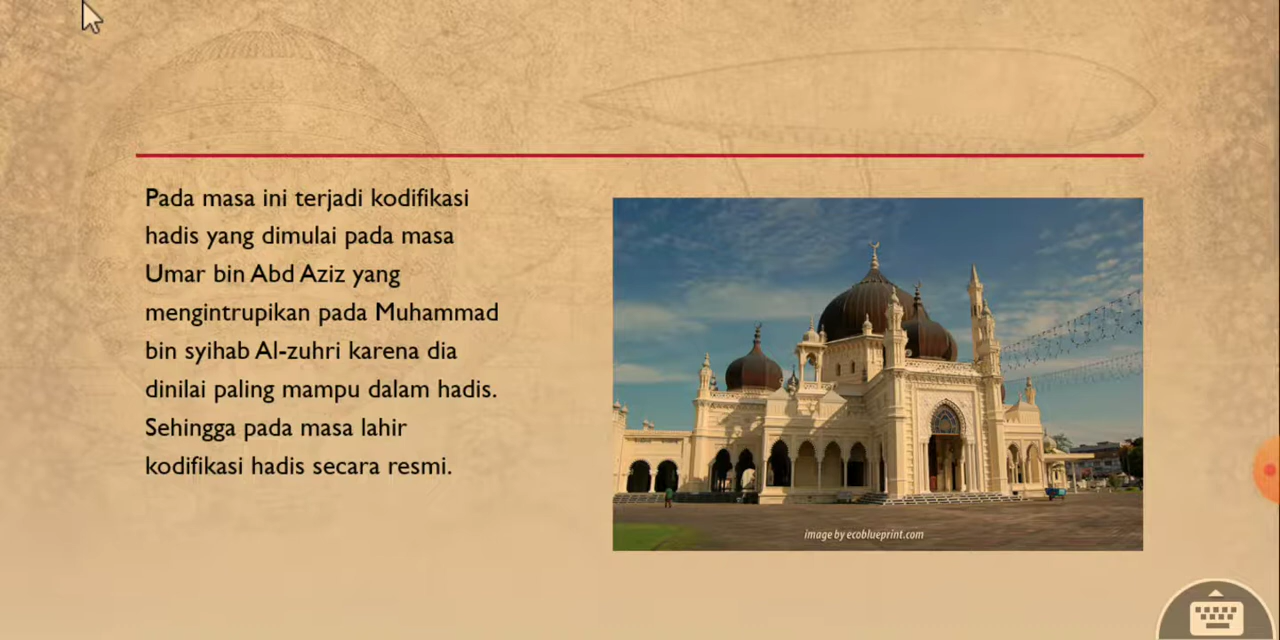 Pada masa ini terjadi kodifikasi
hadis yang dimulai pada masa
Umar bin Abd Aziz yang
mengintrupikan pada Muhammad
bin syihab Al-zuhri karena dia
dinilai paling mampu dalam hadis.
Sehingga pada masa lahir
kodifikasi hadis secara resmi.
image by ecoblueprint.com